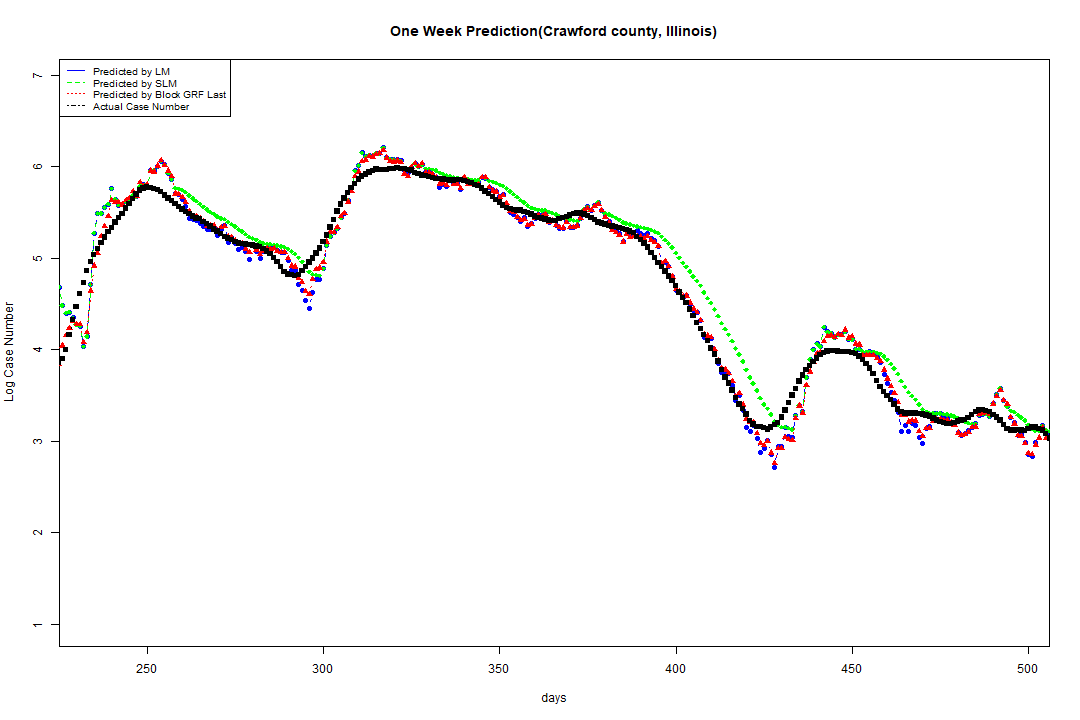 One Week Prediction(Crawford county, Illinois)
Predicted by LM
Predicted by SLM
Predicted by Block GRF Last
Actual Case Number
7
6
5
4
3
2
1
Log Case Number
250 300 350 400 450 500
days